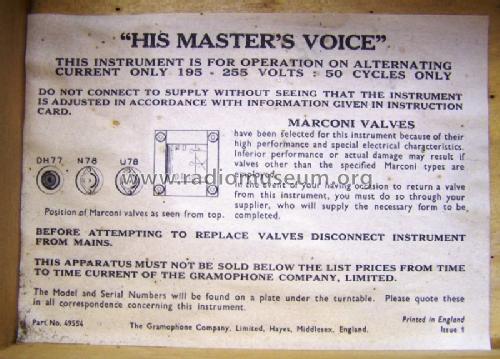 "HIS MASTER'S VOICE"
THIS INSTRUMENT IS FOR OPERATION ON ALTERNATING
CURRENT ONLY 195 - 255 VOLTS : 50 CYCLES ONLY
DO NOT CONNECT TO SUPPLY WITHOUT SEEING THAT THE INSTRUMENT
IS ADJUSTED IN ACCORDANCE WITH INFORMATION GIVEN IN INSTRUCTION
CARD.
MARCONI VALVES
have been selected for this instrument because of their
high performance and special electrical characteristics.
Inferior performance or actual damage may result if
valves other than the specified Marconi types are
In the event of your having occasion to return a valve
from this instrument, you must do so through your
supplier, who will supply the necessary form to be
completed.
DH77 N78 U78
www.radiomuseum.org
Position of Marconi valves as seen from top.
BEFORE ATTEMPTING TO REPLACE VALVES DISCONNECT INSTRUMENT
FROM MAINS.
THIS APPARATUS MUST NOT BE SOLD BELOW THE LIST PRICES FROM TIME
TO TIME CURRENT OF THE GRAMOPHONE COMPANY, LIMITED.
The Model and Serial Numbers will be found on a plate under the turntable. Please quote these
in all correspondence concerning this instrument.
Part No. 49554
The Gramophone Company, Limited, Hayes, Middlesex, England.
Printed in England
Issue 1